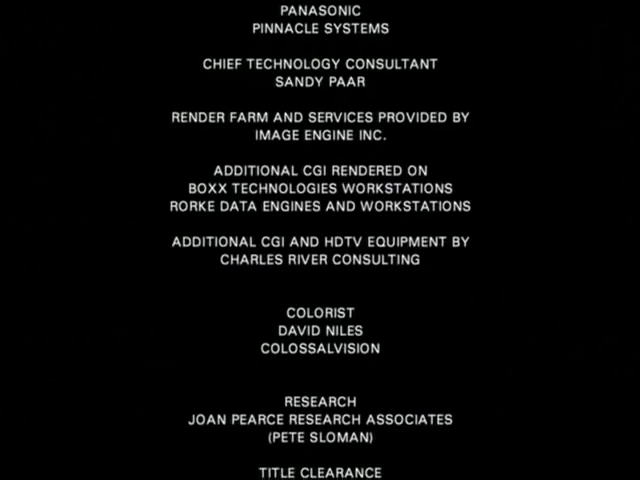 PANASONIC
PINNACLE SYSTEMS
CHIEF TECHNOLOGY CONSULTANT
SANDY PAAR
RENDER FARM AND SERVICES PROVIDED BY
IMAGE ENGINE INC.
ADDITIONAL CGI RENDERED ON
BOXX TECHNOLOGIES WORKSTATIONS
RORKE DATA ENGINES AND WORKSTATIONS
ADDITIONAL CGI AND HDTV EQUIPMENT BY
CHARLES RIVER CONSULTING
COLORIST
DAVID NILES
COLOSSALVISION
RESEARCH
JOAN PEARCE RESEARCH ASSOCIATES
(PETE SLOMAN)
TITLE CLEARANCE